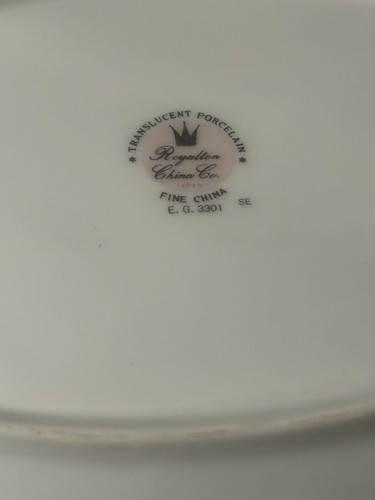 * TRANSLUCENT PORCELAIN *
Royalton
China Co.
JAPAN
FINE CHINA
E. G. 3301
SE